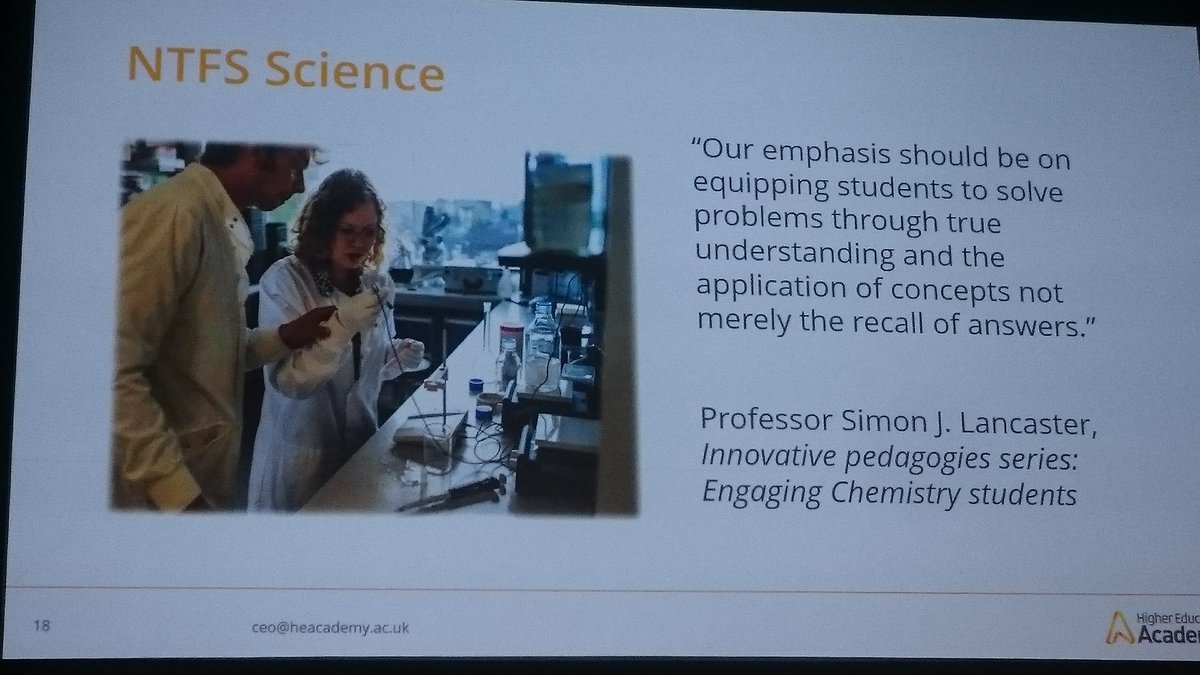 NTFS Science
“Our emphasis should be on
equipping students to solve
problems through true
understanding and the
application of concepts not
merely the recall of answers.”
Professor Simon J. Lancaster,
Innovative pedagogies series:
Engaging Chemistry students
18
ceo@heacademy.ac.uk
Higher Educ
Acade